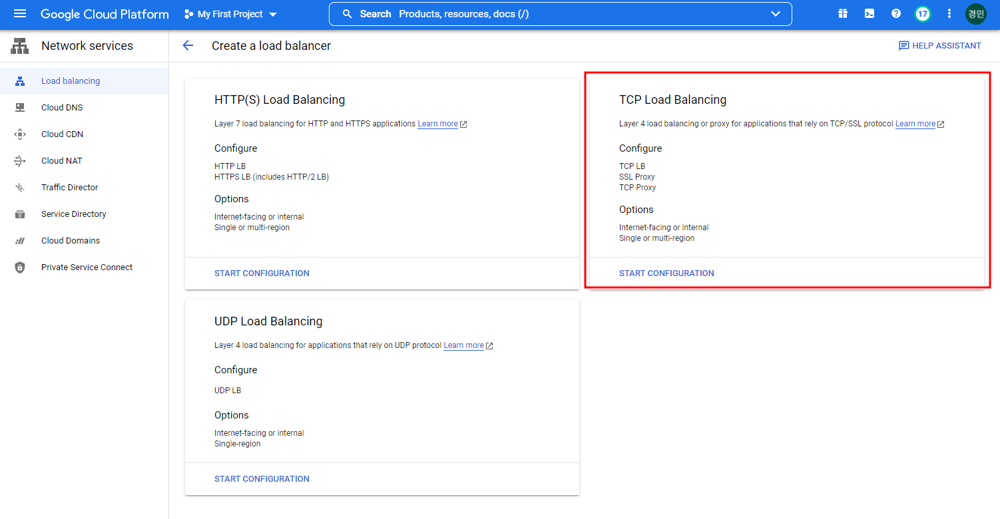 Google Cloud Platform
My First Project
Search Products, resources, docs (/)
17
경민
Network services
Create a load balancer
HELP ASSISTANT
Load balancing
Cloud DNS
Cloud CDN
Cloud NAT
Traffic Director
Service Directory
Cloud Domains
Private Service Connect
HTTP(S) Load Balancing
Layer 7 load balancing for HTTP and HTTPS applications Learn more
Configure
HTTP LB
HTTPS LB (includes HTTP/2 LB)
Options
Internet-facing or internal
Single or multi-region
START CONFIGURATION
TCP Load Balancing
Layer 4 load balancing or proxy for applications that rely on TCP/SSL protocol Learn more
Configure
TCP LB
SSL Proxy
TCP Proxy
Options
Internet-facing or internal
Single or multi-region
START CONFIGURATION
UDP Load Balancing
Layer 4 load balancing for applications that rely on UDP protocol Learn more
Configure
UDP LB
Options
Internet-facing or internal
Single-region
START CONFIGURATION